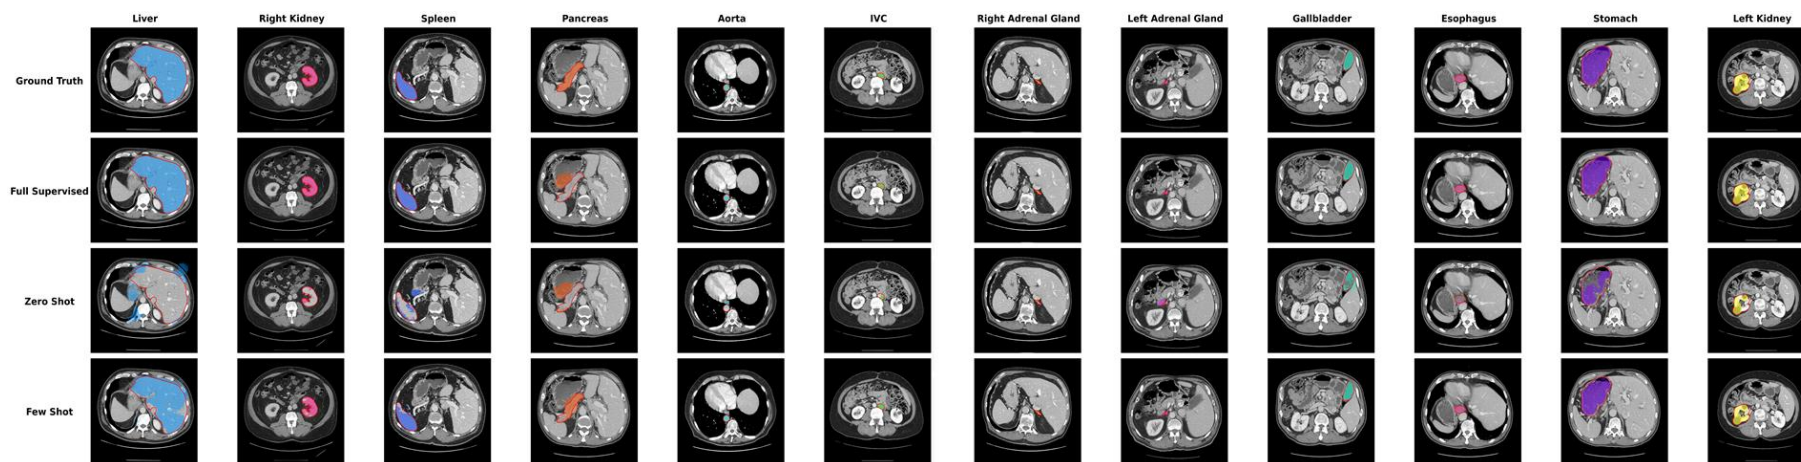 Liver Right Kidney Spleen Pancreas Aorta IVC Right Adrenal Gland Left Adrenal Gland Gallbladder Esophagus Stomach Left Kidney
Ground Truth
Full Supervised
Zero Shot
Few Shot